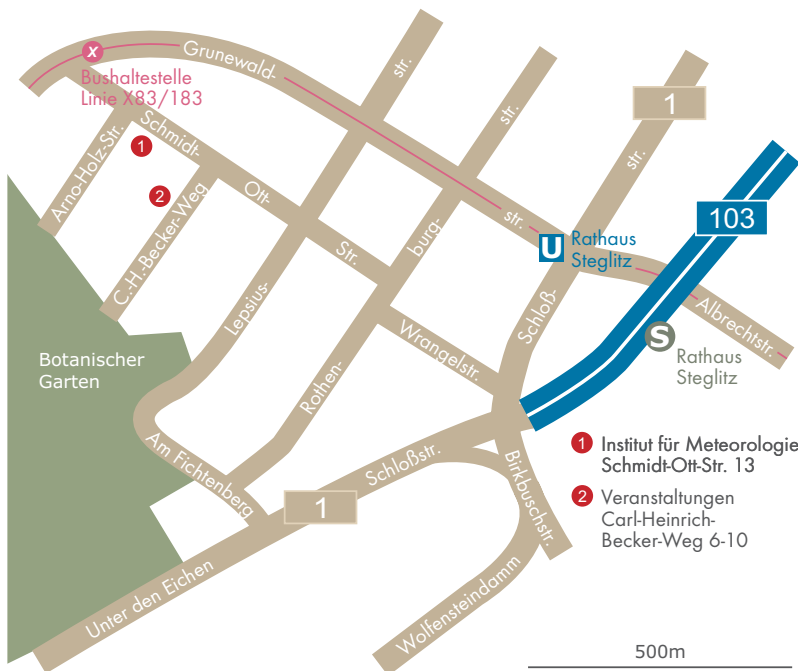 X
Bushaltestelle
Linie X83/183
Grunewald-
str.
str.
str.
1
103
str.
Arno-Holz-Str.
1
Schmidt-
Ott-
Str.
2
C.-H.-Becker-Weg
Lepsius-
burg-
Rothen-
Wrangelstr.
U
Rathaus
Steglitz
Schloß-
Albrechtstr.
S
Rathaus
Steglitz
Botanischer
Garten
Am Fichtenberg
Schloßstr.
1
Birkbuschstr.
Unter den Eichen
Wolfensteindamm
1 Institut für Meteorologie
Schmidt-Ott-Str. 13
2 Veranstaltungen
Carl-Heinrich-
Becker-Weg 6-10
500m